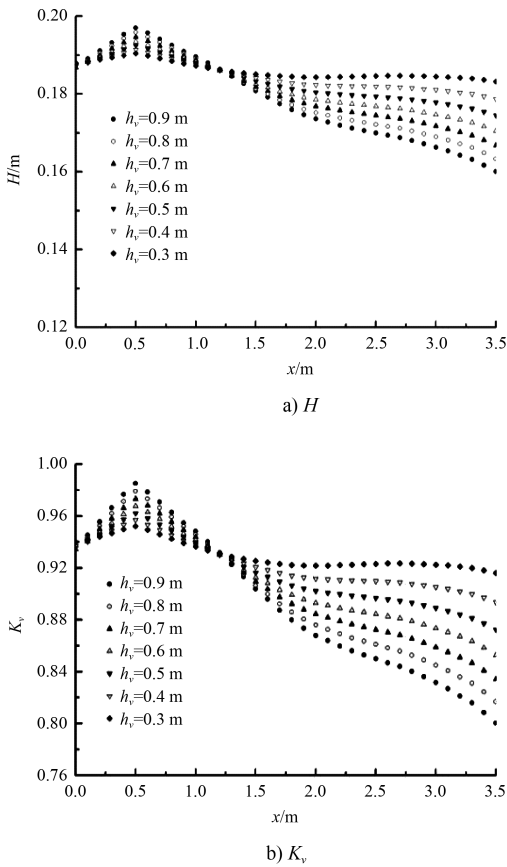 0.20
0.18
0.16
0.14
0.12
H/m
hv=0.9 m
hv=0.8 m
hv=0.7 m
hv=0.6 m
hv=0.5 m
hv=0.4 m
hv=0.3 m
0.0 0.5 1.0 1.5 2.0 2.5 3.0 3.5
x/m
a) H
1.00
0.96
0.92
0.88
0.84
0.80
0.76
Kv
hv=0.9 m
hv=0.8 m
hv=0.7 m
hv=0.6 m
hv=0.5 m
hv=0.4 m
hv=0.3 m
0.0 0.5 1.0 1.5 2.0 2.5 3.0 3.5
x/m
b) Kv